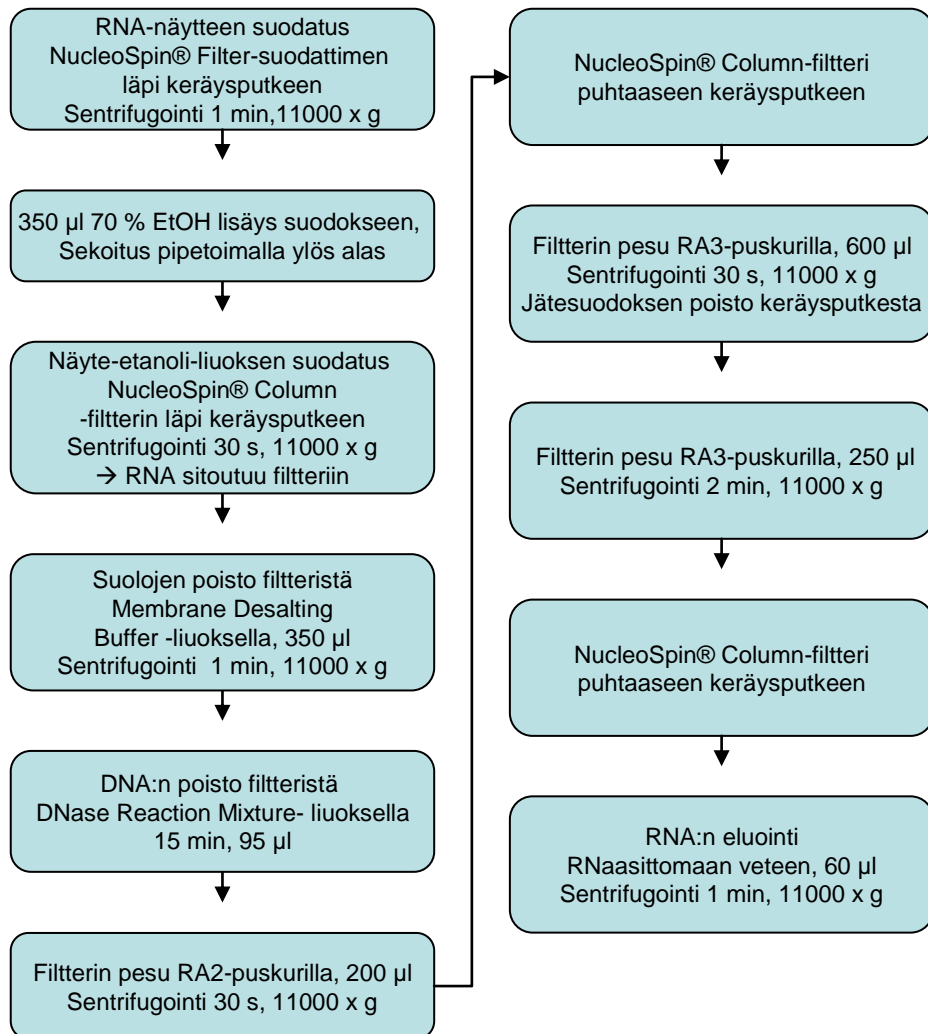 RNA-näytteen suodatus
NucleoSpin® Filter-suodattimen
läpi keräysputkeen
Sentrifugointi 1 min,11000 x g
350 µl 70 % EtOH lisäys suodokseen,
Sekoitus pipetoimalla ylös alas
Näyte-etanoli-liuoksen suodatus
NucleoSpin® Column
-filtterin läpi keräysputkeen
Sentrifugointi 30 s, 11000 x g
→ RNA sitoutuu filtteriin
Suolojen poisto filtteristä
Membrane Desalting
Buffer -liuoksella, 350 µl
Sentrifugointi 1 min, 11000 x g
DNA:n poisto filtteristä
DNase Reaction Mixture- liuoksella
15 min, 95 µl
Filtterin pesu RA2-puskurilla, 200 µl
Sentrifugointi 30 s, 11000 x g
NucleoSpin® Column-filtteri
puhtaaseen keräysputkeen
Filtterin pesu RA3-puskurilla, 600 µl
Sentrifugointi 30 s, 11000 x g
Jätesuodoksen poisto keräysputkesta
Filtterin pesu RA3-puskurilla, 250 µl
Sentrifugointi 2 min, 11000 x g
NucleoSpin® Column-filtteri
puhtaaseen keräysputkeen
RNA:n eluointi
RNaasittomaan veteen, 60 µl
Sentrifugointi 1 min, 11000 x g